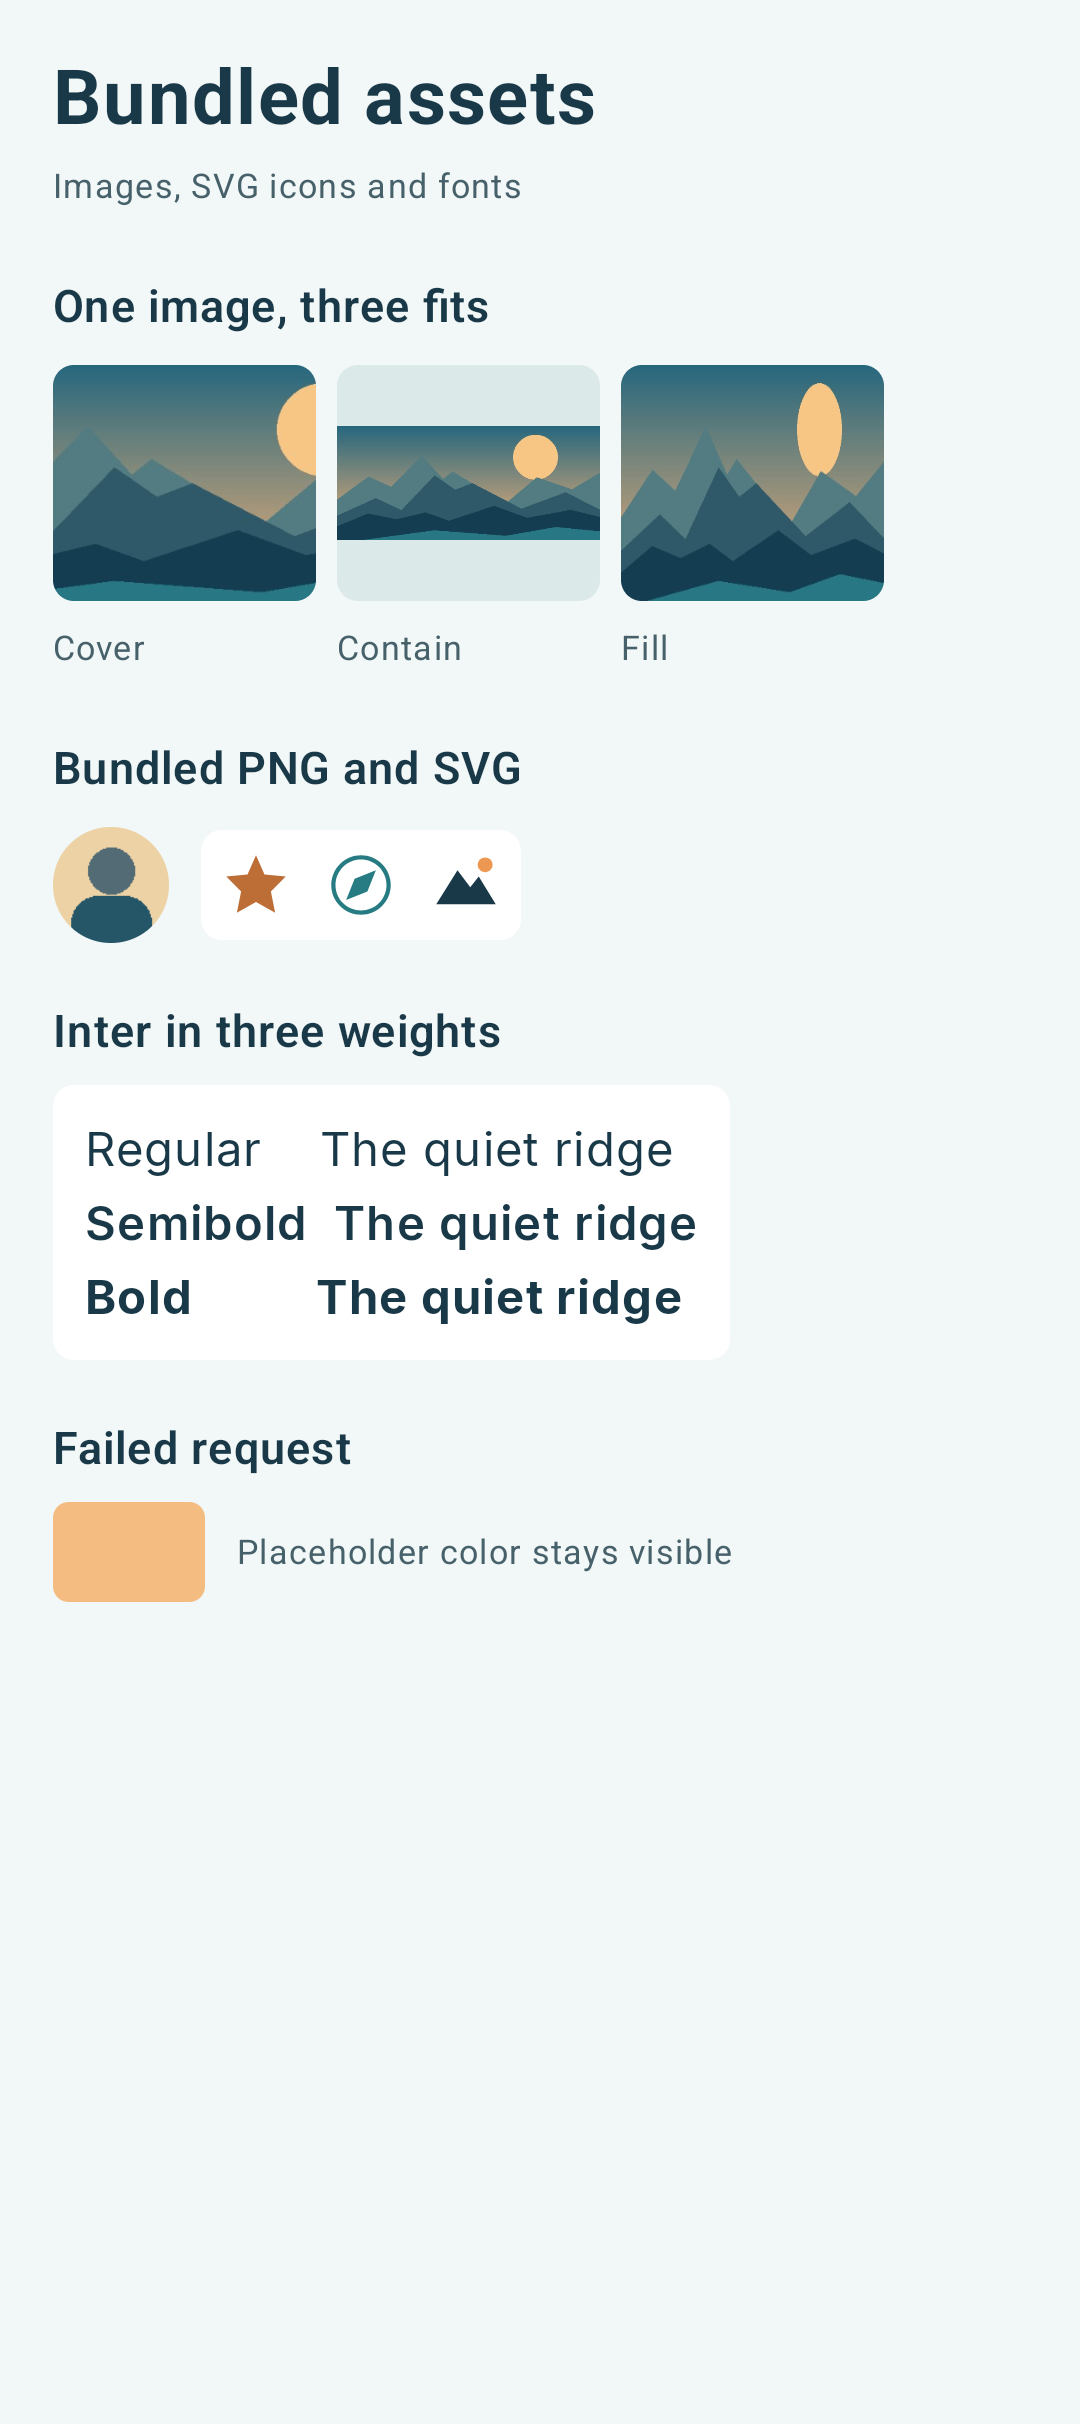 Bundled assets
Images, SVG icons and fonts
One image, three fits
Cover Contain Fill
Bundled PNG and SVG
Inter in three weights
Regular The quiet ridge
Semibold The quiet ridge
Bold The quiet ridge
Failed request
Placeholder color stays visible